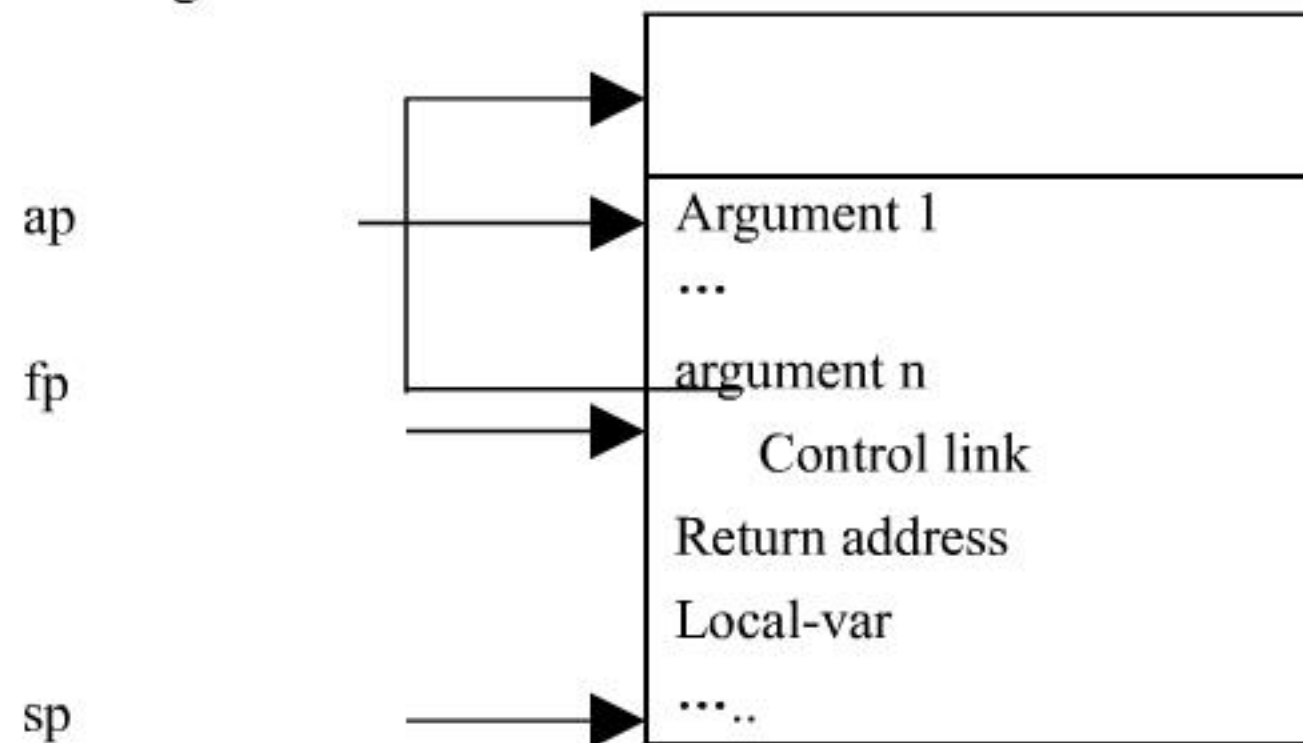 ap
Argument 1
...
fp
argument n
Control link
Return address
Local-var
sp
.....